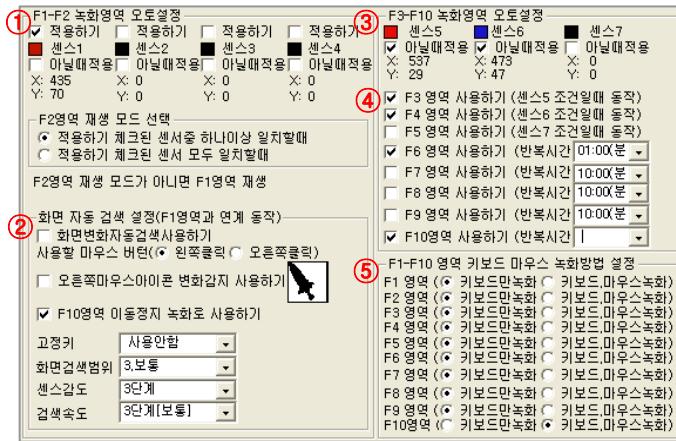 ① F1-F2 녹화영역 오토설정
적용하기 적용하기 적용하기 적용하기
센스1 센스2 센스3 센스4
아닐때적용 아닐때적용 아닐때적용 아닐때적용
X: 435 X: 0 X: 0 X: 0
Y: 70 Y: 0 Y: 0 Y: 0
F2영역 재생 모드 선택
적용하기 체크된 센서중 하나이상 일치할때
적용하기 체크된 센서 모두 일치할때
F2영역 재생 모드가 아니면 F1영역 재생
② 화면 자동 검색 설정(F1영역과 연계 동작)
화면변화자동검색사용하기
사용할 마우스 버턴( 왼쪽클릭 오른쪽클릭)
오른쪽마우스아이콘 변화감지 사용하기
F10영역 이동정지 녹화로 사용하기
고정키 사용안함
화면검색범위 3,보통
센스감도 3단계
검색속도 3단계[보통]
③ F3-F10 녹화영역 오토설정
센스5 센스6 센스7
아닐때적용 아닐때적용 아닐때적용
X: 537 X: 473 X: 0
Y: 29 Y: 47 Y: 0
④ F3 영역 사용하기 (센스5 조건일때 동작)
F4 영역 사용하기 (센스6 조건일때 동작)
F5 영역 사용하기 (센스7 조건일때 동작)
F6 영역 사용하기 (반복시간 01:00(분
F7 영역 사용하기 (반복시간 10:00(분
F8 영역 사용하기 (반복시간 10:00(분
F9 영역 사용하기 (반복시간 10:00(분
F10영역 사용하기 (반복시간
⑤ F1-F10 영역 키보드 마우스 녹화방법 설정
F1 영역 ( 키보드만녹화 키보드,마우스녹화)
F2 영역 ( 키보드만녹화 키보드,마우스녹화)
F3 영역 ( 키보드만녹화 키보드,마우스녹화)
F4 영역 ( 키보드만녹화 키보드,마우스녹화)
F5 영역 ( 키보드만녹화 키보드,마우스녹화)
F6 영역 ( 키보드만녹화 키보드,마우스녹화)
F7 영역 ( 키보드만녹화 키보드,마우스녹화)
F8 영역 ( 키보드만녹화 키보드,마우스녹화)
F9 영역 ( 키보드만녹화 키보드,마우스녹화)
F10영역 ( 키보드만녹화 키보드,마우스녹화)